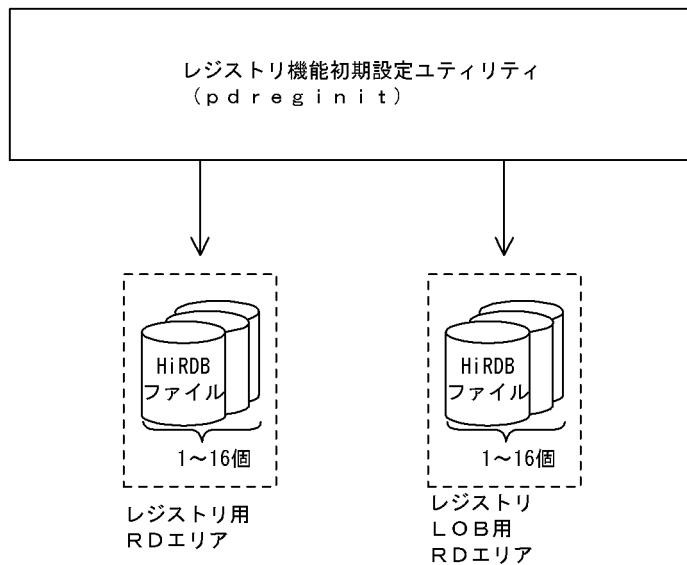 レジストリ機能初期設定ユティリティ
（ｐｄｒｅｇｉｎｉｔ）
HiRDB
ファイル
1～16個
レジストリ用
ＲＤエリア
HiRDB
ファイル
1～16個
レジストリ
ＬＯＢ用
ＲＤエリア